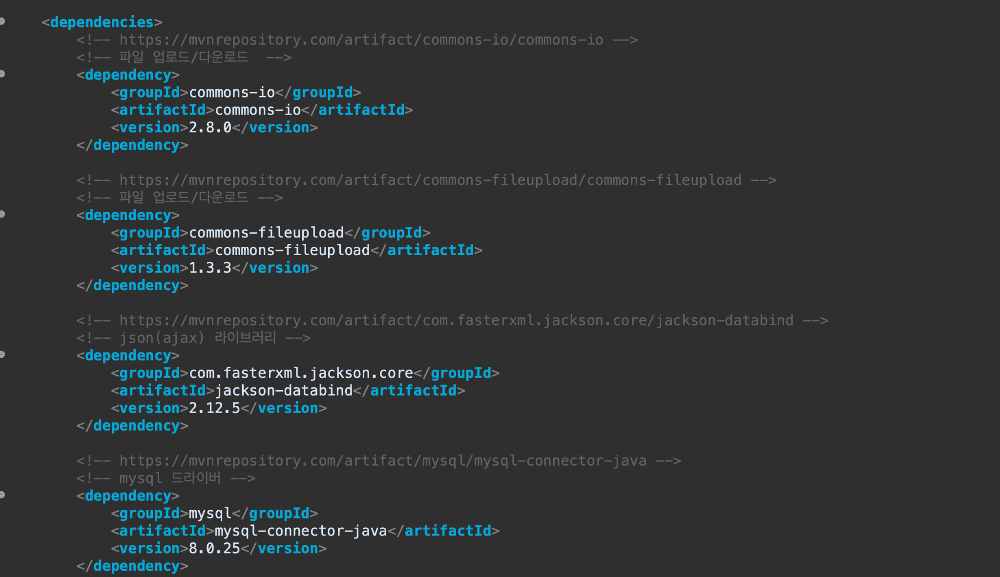 <dependencies>
<!-- https://mvnrepository.com/artifact/commons-io/commons-io -->
<!-- 파일 업로드/다운로드  -->
<dependency>
<groupId>commons-io</groupId>
<artifactId>commons-io</artifactId>
<version>2.8.0</version>
</dependency>
<!-- https://mvnrepository.com/artifact/commons-fileupload/commons-fileupload -->
<!-- 파일 업로드/다운로드 -->
<dependency>
<groupId>commons-fileupload</groupId>
<artifactId>commons-fileupload</artifactId>
<version>1.3.3</version>
</dependency>
<!-- https://mvnrepository.com/artifact/com.fasterxml.jackson.core/jackson-databind -->
<!-- json(ajax) 라이브러리 -->
<dependency>
<groupId>com.fasterxml.jackson.core</groupId>
<artifactId>jackson-databind</artifactId>
<version>2.12.5</version>
</dependency>
<!-- https://mvnrepository.com/artifact/mysql/mysql-connector-java -->
<!-- mysql 드라이버 -->
<dependency>
<groupId>mysql</groupId>
<artifactId>mysql-connector-java</artifactId>
<version>8.0.25</version>
</dependency>